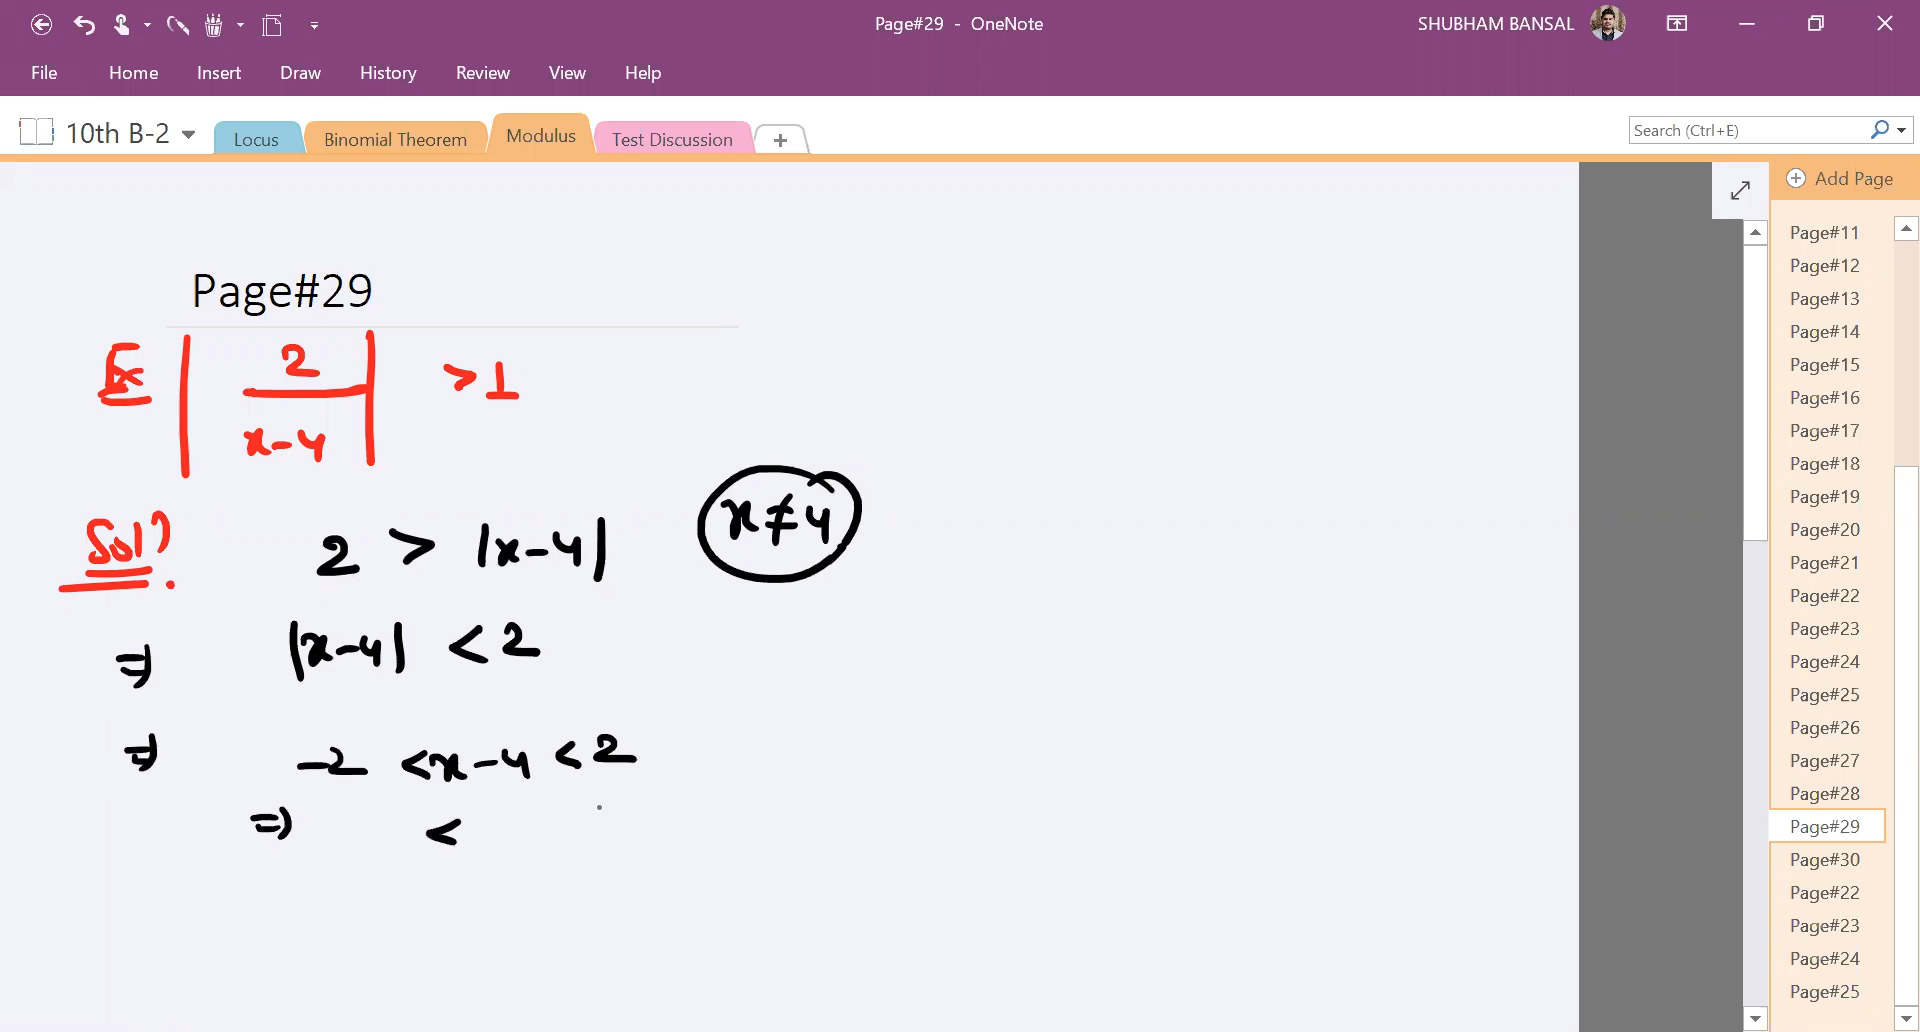 Page#29 - OneNote
SHUBHAM BANSAL
File Home Insert Draw History Review View Help
10th B-2 Locus Binomial Theorem Modulus Test Discussion +
Search (Ctrl+E)
Add Page
Page#11
Page#12
Page#13
Page#14
Page#15
Page#16
Page#17
Page#18
Page#19
Page#20
Page#21
Page#22
Page#23
Page#24
Page#25
Page#26
Page#27
Page#28
Page#29
Page#30
Page#22
Page#23
Page#24
Page#25
Page#29
Ex | 2 / x-4 | > 1
Sol? 2 > |x-4| x≠4
⇒ |x-4| < 2
⇒ -2 < x-4 < 2
⇒ <